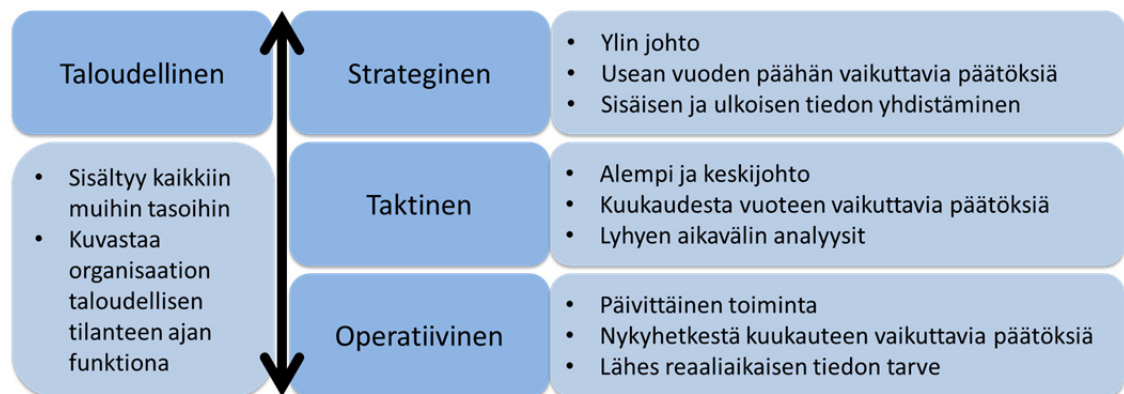 Taloudellinen
• Sisältyy kaikkiin
muihin tasoihin
• Kuvastaa
organisaation
taloudellisen
tilanteen ajan
funktiona
Strateginen
• Ylin johto
• Usean vuoden päähän vaikuttavia päätöksiä
• Sisäisen ja ulkoisen tiedon yhdistäminen
Taktinen
• Alempi ja keskijohto
• Kuukaudesta vuoteen vaikuttavia päätöksiä
• Lyhyen aikavälin analyysit
Operatiivinen
• Päivittäinen toiminta
• Nykyhetkestä kuukauteen vaikuttavia päätöksiä
• Lähes reaaliaikaisen tiedon tarve